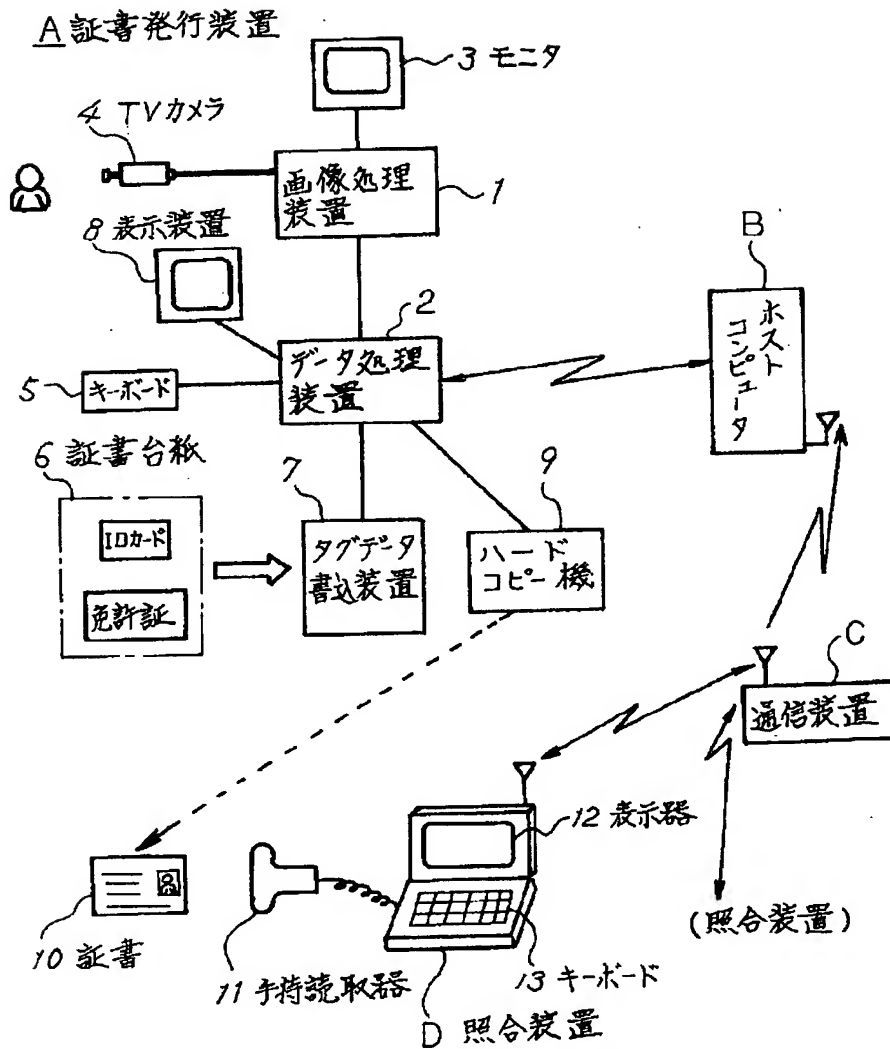 A 証書発行装置
3 モニタ
4 TVカメラ
画像処理
装置
1
8 表示装置
B
ホスト
コンピュータ
2
データ処理
装置
5
キーボード
6 証書台紙
IDカード
免許証
7
タグデータ
書込装置
9
ハード
コピー機
C
通信装置
12 表示器
(照合装置)
10 証書
11 手持読取器
13 キーボード
D 照合装置